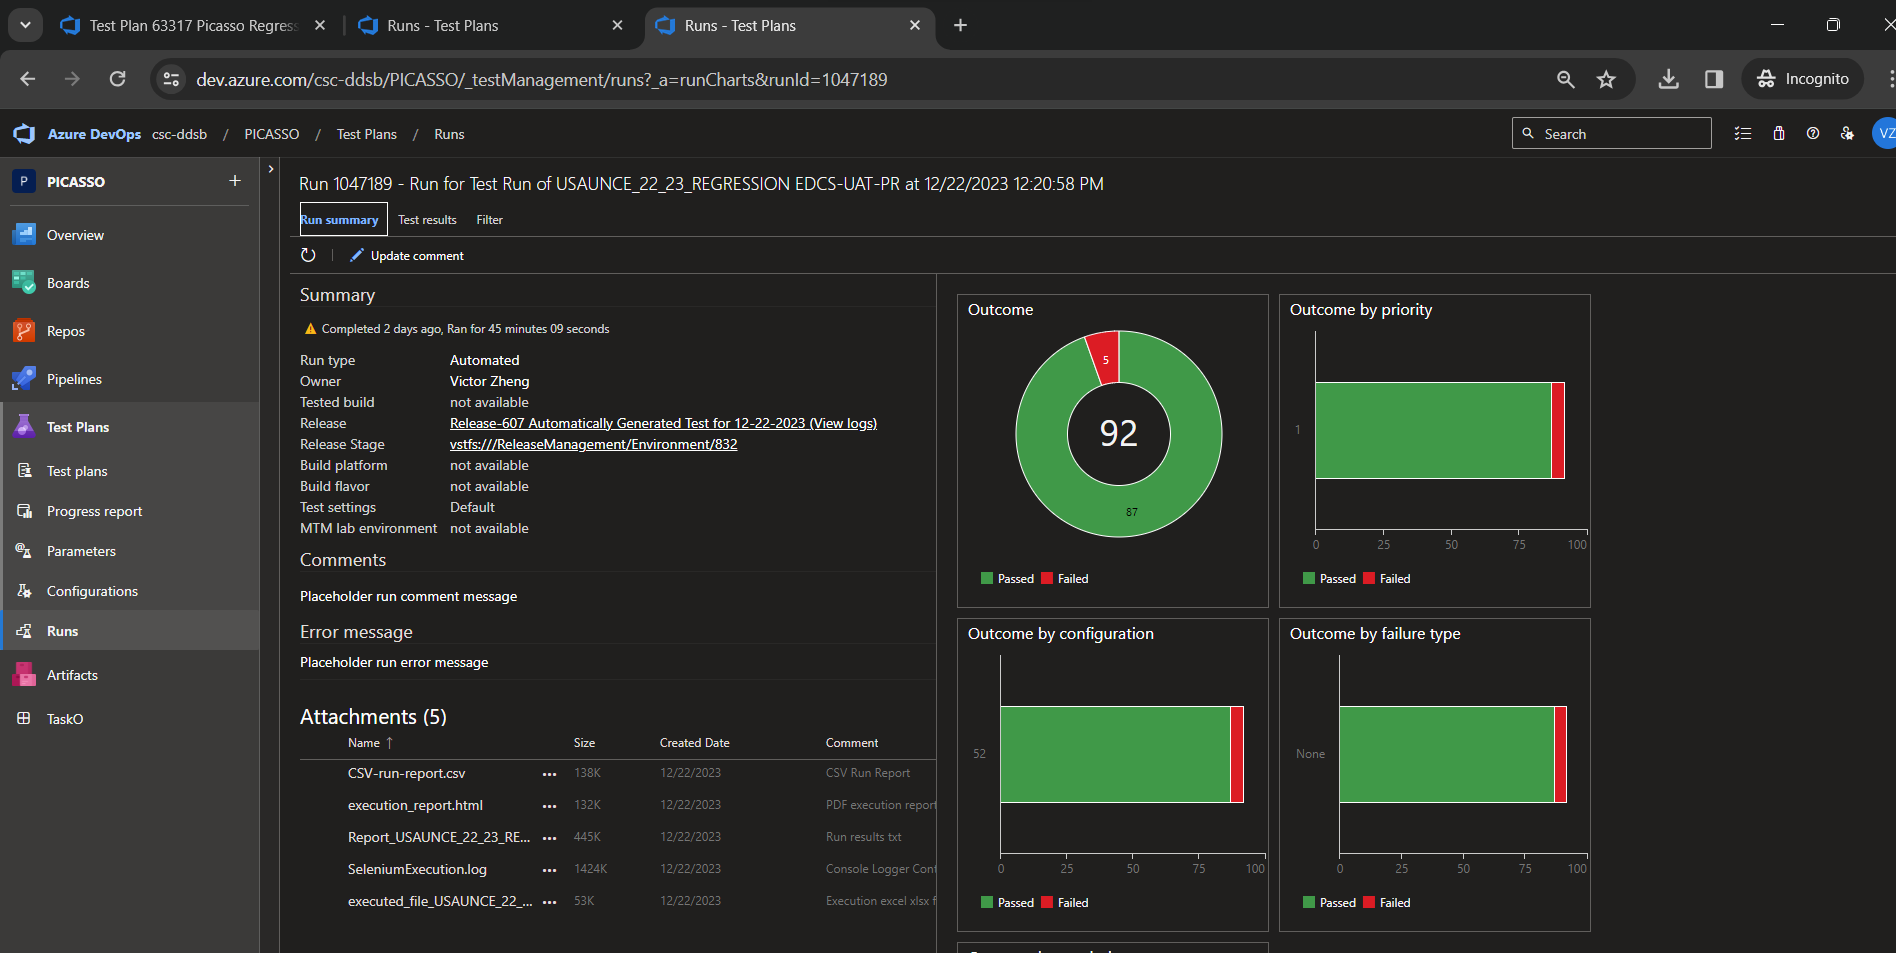 Test Plan 63317 Picasso Regress
Runs - Test Plans
Runs - Test Plans
dev.azure.com/csc-ddsb/PICASSO/_testManagement/runs?_a=runCharts&runId=1047189
Incognito
Azure DevOps csc-ddsb / PICASSO / Test Plans / Runs
Search
VZ
P PICASSO +
Overview
Boards
Repos
Pipelines
Test Plans
Test plans
Progress report
Parameters
Configurations
Runs
Artifacts
TaskO
Run 1047189 - Run for Test Run of USAUNCE_22_23_REGRESSION EDCS-UAT-PR at 12/22/2023 12:20:58 PM
Run summary Test results Filter
Update comment
Summary
Completed 2 days ago, Ran for 45 minutes 09 seconds
Run type Automated
Owner Victor Zheng
Tested build not available
Release Release-607 Automatically Generated Test for 12-22-2023 (View logs)
Release Stage vstfs:///ReleaseManagement/Environment/832
Build platform not available
Build flavor not available
Test settings Default
MTM lab environment not available
Comments
Placeholder run comment message
Error message
Placeholder run error message
Attachments (5)
Name ↑ Size Created Date Comment
CSV-run-report.csv ... 138K 12/22/2023 CSV Run Report
execution_report.html ... 132K 12/22/2023 PDF execution report
Report_USAUNCE_22_23_RE... ... 445K 12/22/2023 Run results txt
SeleniumExecution.log ... 1424K 12/22/2023 Console Logger Cont
executed_file_USAUNCE_22_... ... 53K 12/22/2023 Execution excel xlsx f
Outcome
5
92
87
Passed Failed
Outcome by priority
1
0 25 50 75 100
Passed Failed
Outcome by configuration
52
0 25 50 75 100
Passed Failed
Outcome by failure type
None
0 25 50 75 100
Passed Failed